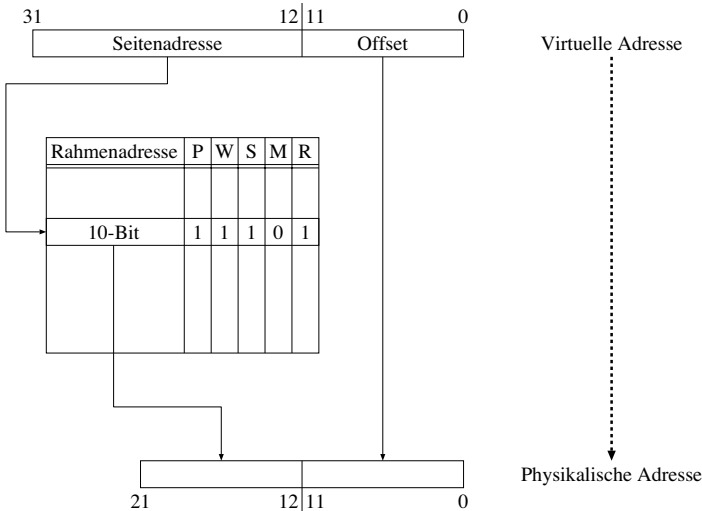 31 12 11 0
Seitenadresse Offset Virtuelle Adresse
Rahmenadresse P W S M R
10-Bit 1 1 1 0 1
Physikalische Adresse
21 12 11 0